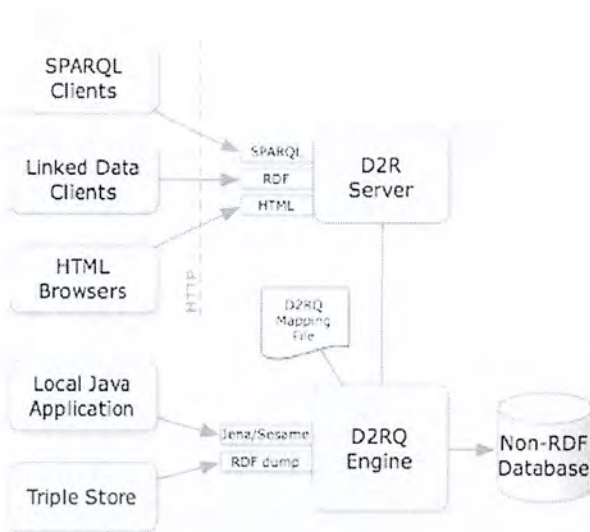 SPARQL
Clients
Linked Data
Clients
HTML
Browsers
HTTP
SPARQL
RDF
HTML
D2R
Server
D2RQ
Mapping
File
Local Java
Application
Triple Store
Jena/Sesame
RDF dump
D2RQ
Engine
Non-RDF
Database